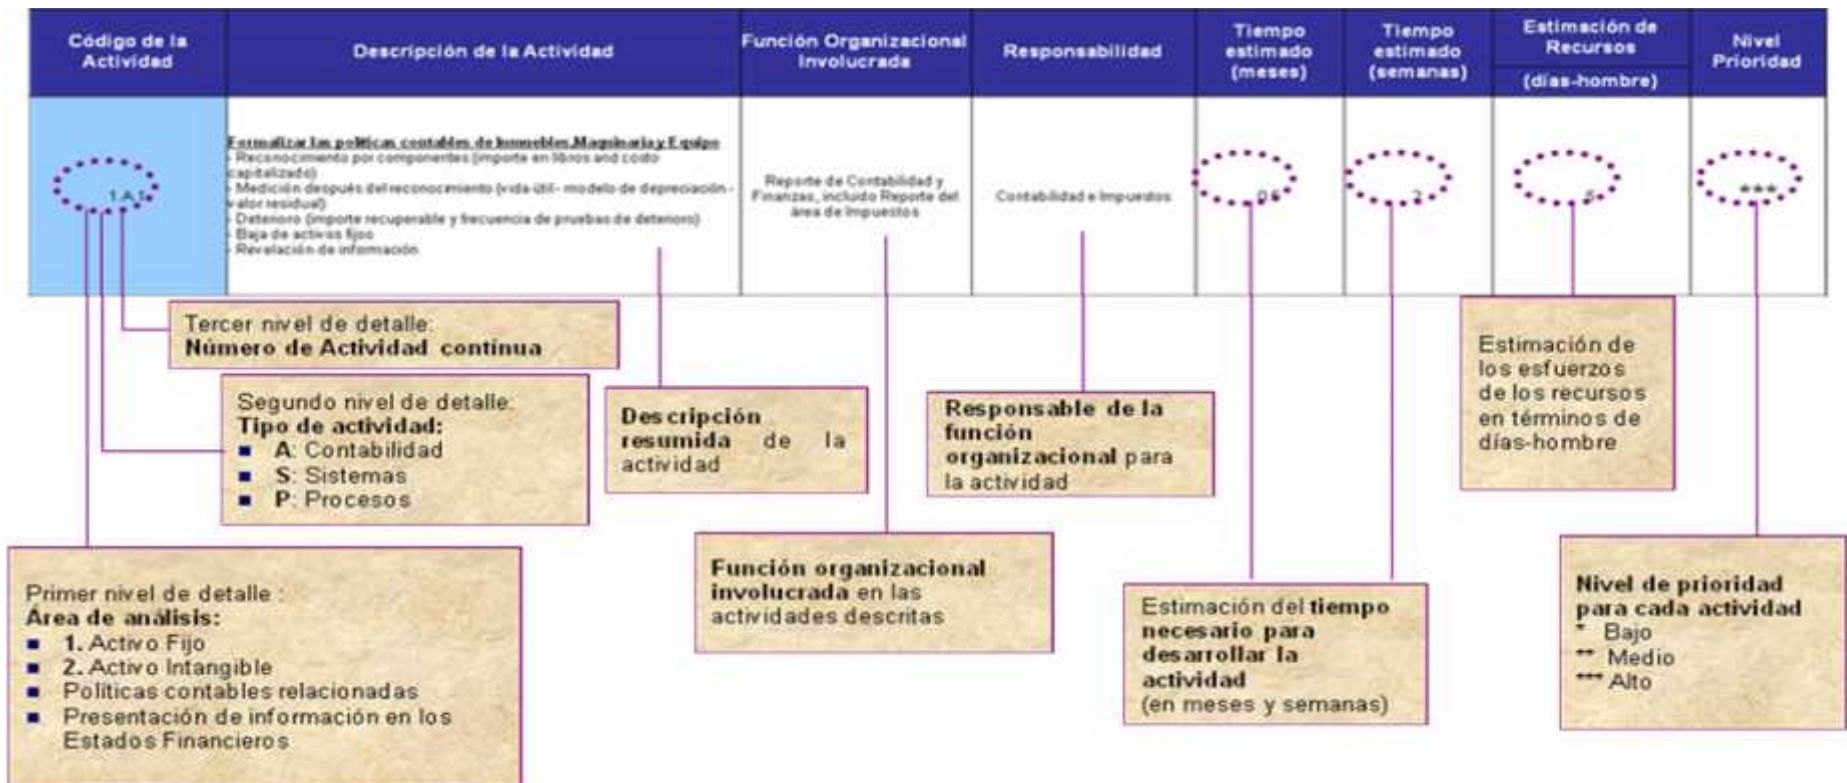 Código de la Actividad
Descripción de la Actividad
Función Organizacional Involucrada
Responsabilidad
Tiempo estimado (meses)
Tiempo estimado (semanas)
Estimación de Recursos
(días-hombre)
Nivel Prioridad
1.A.1
Formalizar las políticas contables de Inmuebles,Maquinaria y Equipo
- Reconocimiento por componentes (importe en libros and costo
capitalizado)
- Medición después del reconocimiento (vida útil- modelo de depreciación -
valor residual)
- Deterioro (importe recuperable y frecuencia de pruebas de deterioro)
- Baja de activos fijos
- Revelación de información
Reporte de Contabilidad y
Finanzas, incluido Reporte del
área de Impuestos
Contabilidad e Impuestos
2
5
***
Tercer nivel de detalle:
Número de Actividad contínua
Segundo nivel de detalle:
Tipo de actividad:
A: Contabilidad
S: Sistemas
P: Procesos
Primer nivel de detalle :
Área de análisis:
1. Activo Fijo
2. Activo Intangible
Políticas contables relacionadas
Presentación de información en los
Estados Financieros
Descripción
resumida de la
actividad
Función organizacional
involucrada en las
actividades descritas
Responsable de la
función
organizacional para
la actividad
Estimación del tiempo
necesario para
desarrollar la
actividad
(en meses y semanas)
Estimación de
los esfuerzos
de los recursos
en términos de
días-hombre
Nivel de prioridad
para cada actividad
* Bajo
** Medio
*** Alto